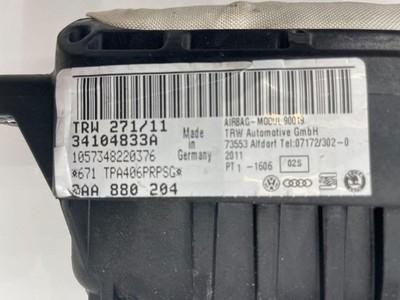 TRW 271/11
34104833A
1057348220376
*671 TPA406PRPSG*
AA 880 204
Made in Germany
AIRBAG-MODUL 90019
TRW Automotive GmbH
73553 Alfdorf Tel:07172/302-0
2011
PT1 -1606 02S